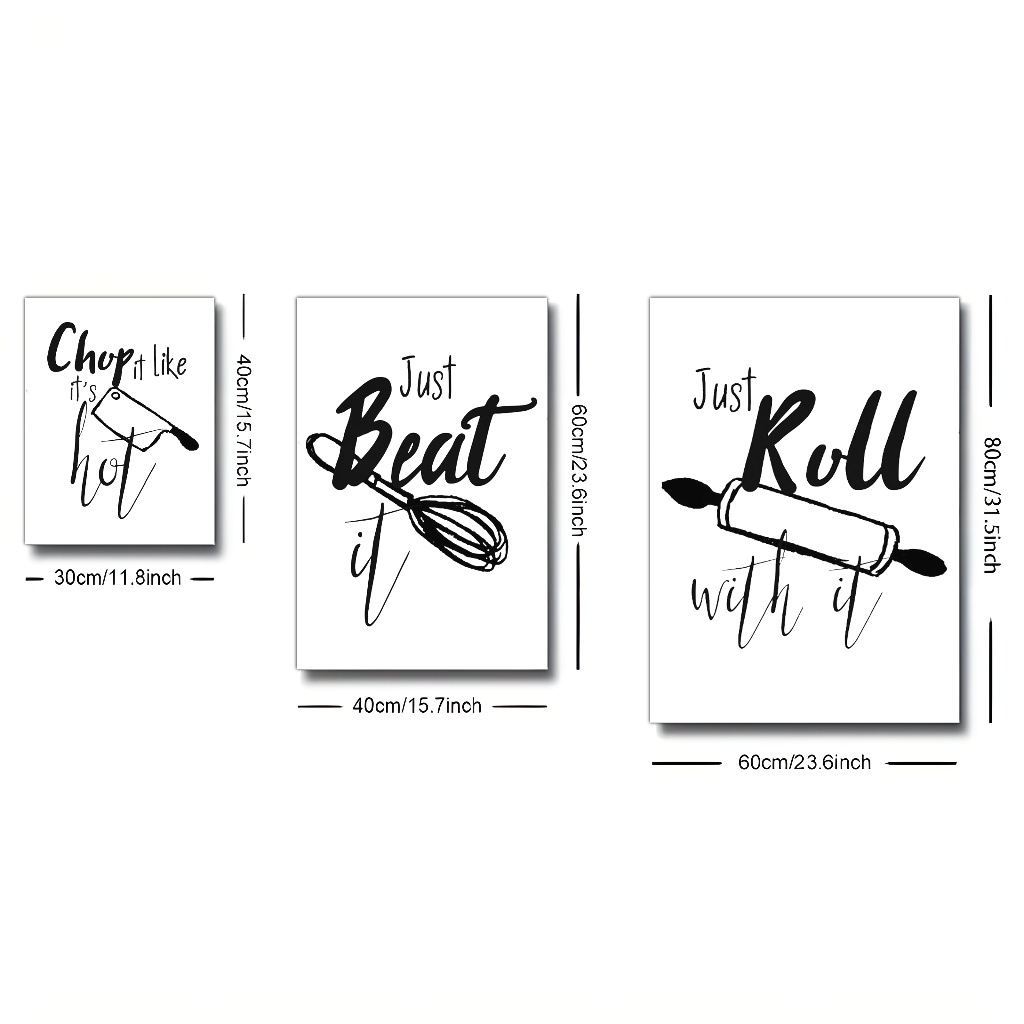 Chop it like
it's
hot
40cm/15.7inch
30cm/11.8inch
Just
Beat
it
60cm/23.6inch
40cm/15.7inch
Just
Roll
with it
80cm/31.5inch
60cm/23.6inch